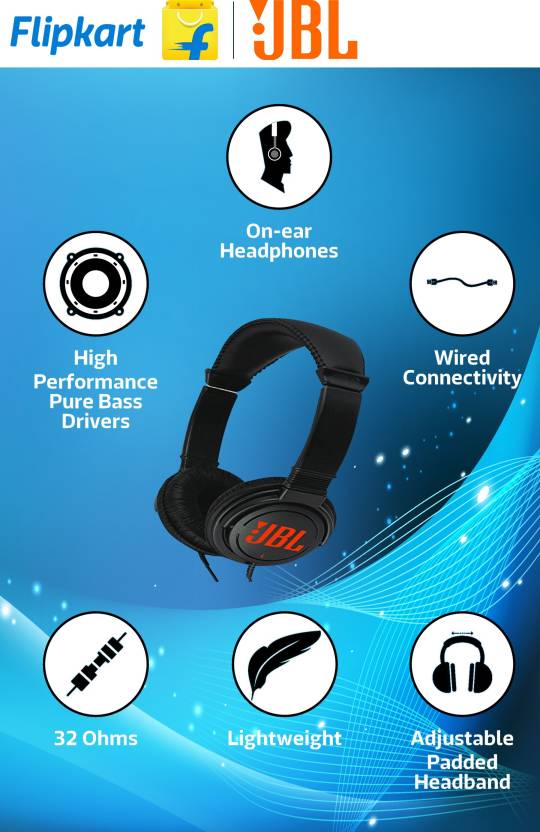 Flipkart f JBL
On-ear
Headphones
High
Performance
Pure Bass
Drivers
Wired
Connectivity
JBL
32 Ohms
Lightweight
Adjustable
Padded
Headband